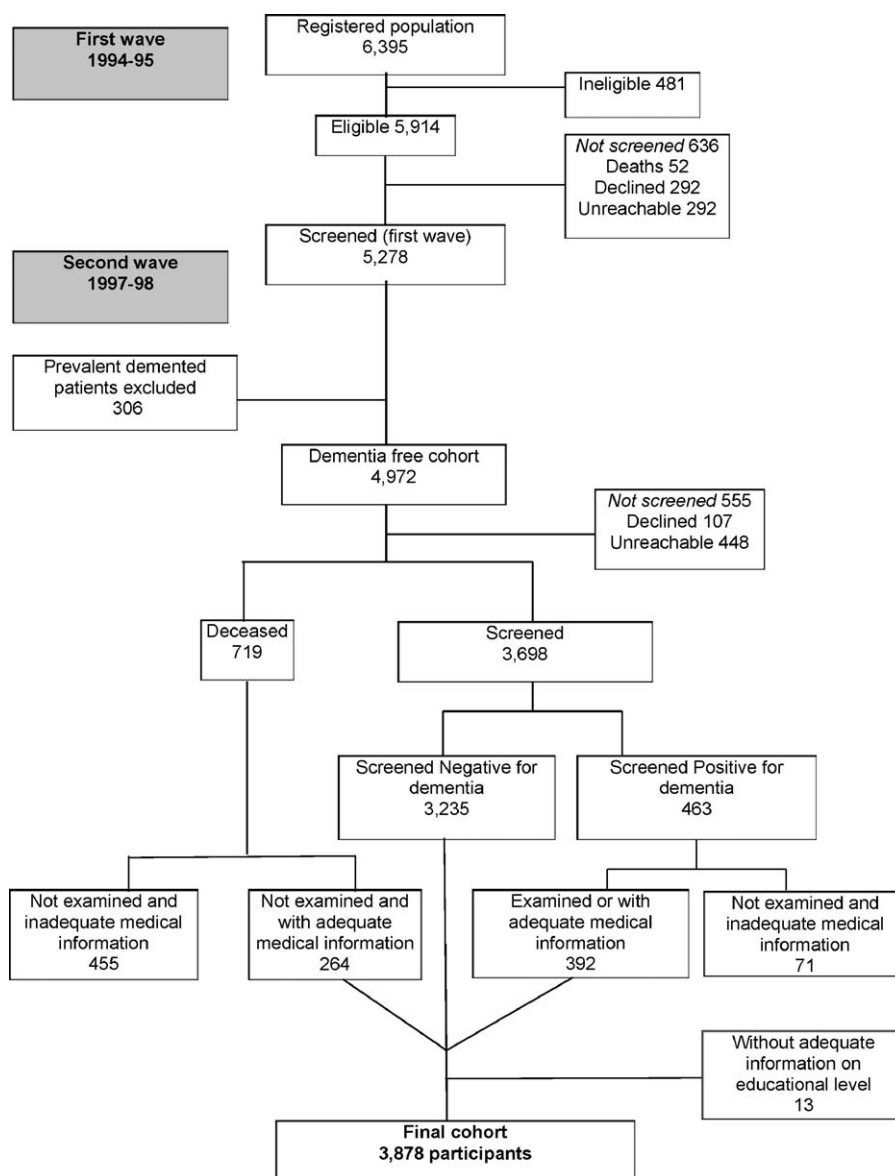 First wave
1994-95
Registered population
6,395
Ineligible 481
Eligible 5,914
Not screened 636
Deaths 52
Declined 292
Unreachable 292
Screened (first wave)
5,278
Second wave
1997-98
Prevalent demented
patients excluded
306
Dementia free cohort
4,972
Not screened 555
Declined 107
Unreachable 448
Deceased
719
Screened
3,698
Screened Negative for
dementia
3,235
Screened Positive for
dementia
463
Not examined and
inadequate medical
information
455
Not examined and
with adequate
medical information
264
Examined or with
adequate medical
information
392
Not examined and
inadequate medical
information
71
Without adequate
information on
educational level
13
Final cohort
3,878 participants